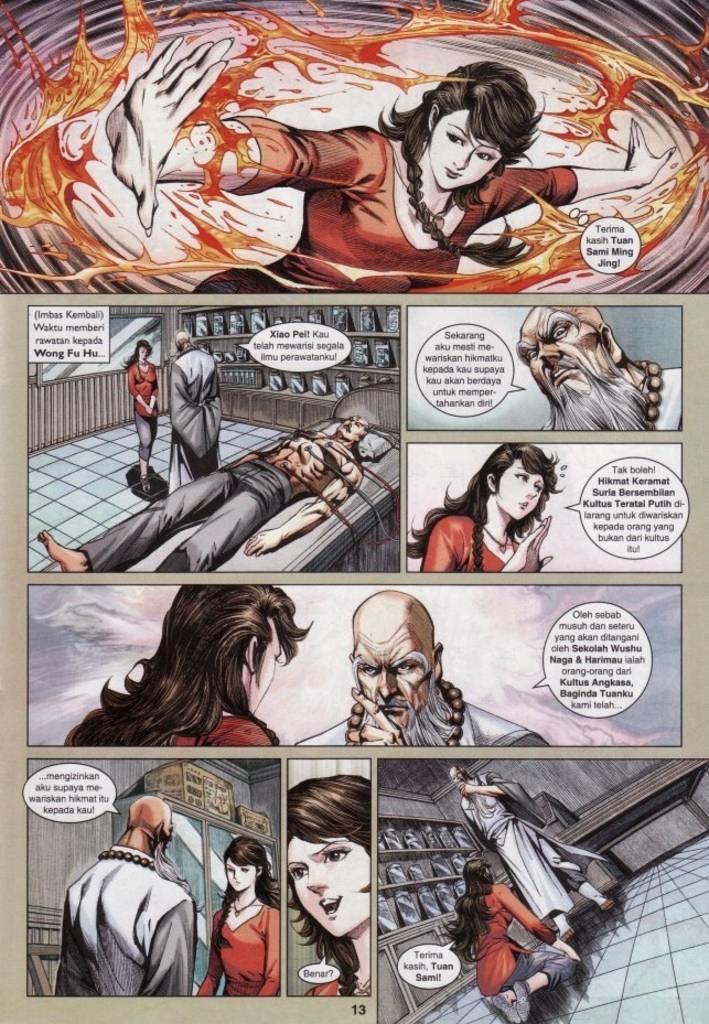 Terima
kasih Tuan
Sami Ming
Jing!
(Imbas Kembali)
Waktu memberi
rawatan kepada
Wong Fu Hu...
Xiao Pei! Kau
telah mewarisi segala
ilmu perawatanku!
Sekarang
aku mesti me-
wariskan hikmatku
kepada kau supaya
kau akan berdaya
untuk memper-
tahankan diri!
Tak boleh!
Hikmat Keramat
Suria Bersembilan
Kultus Teratai Putih di-
larang untuk diwariskan
kepada orang yang
bukan dari kultus
itu!
Oleh sebab
musuh dan seteru
yang akan ditangani
oleh Sekolah Wushu
Naga & Harimau ialah
orang-orang dari
Kultus Angkasa,
Baginda Tuanku
kami telah...
...mengizinkan
aku supaya me-
wariskan hikmat itu
kepada kau!
Benar?
Terima
kasih, Tuan
Sami!
13